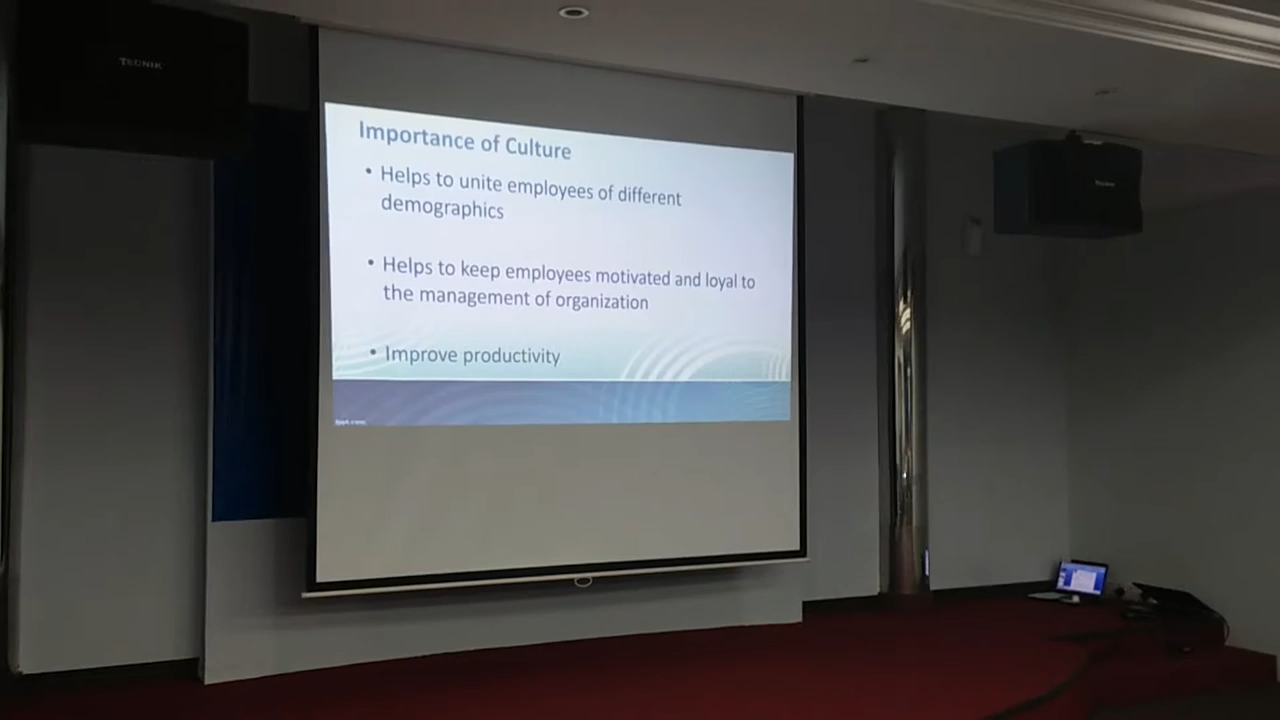 TECNIK
Importance of Culture
• Helps to unite employees of different
demographics
• Helps to keep employees motivated and loyal to
the management of organization
• Improve productivity